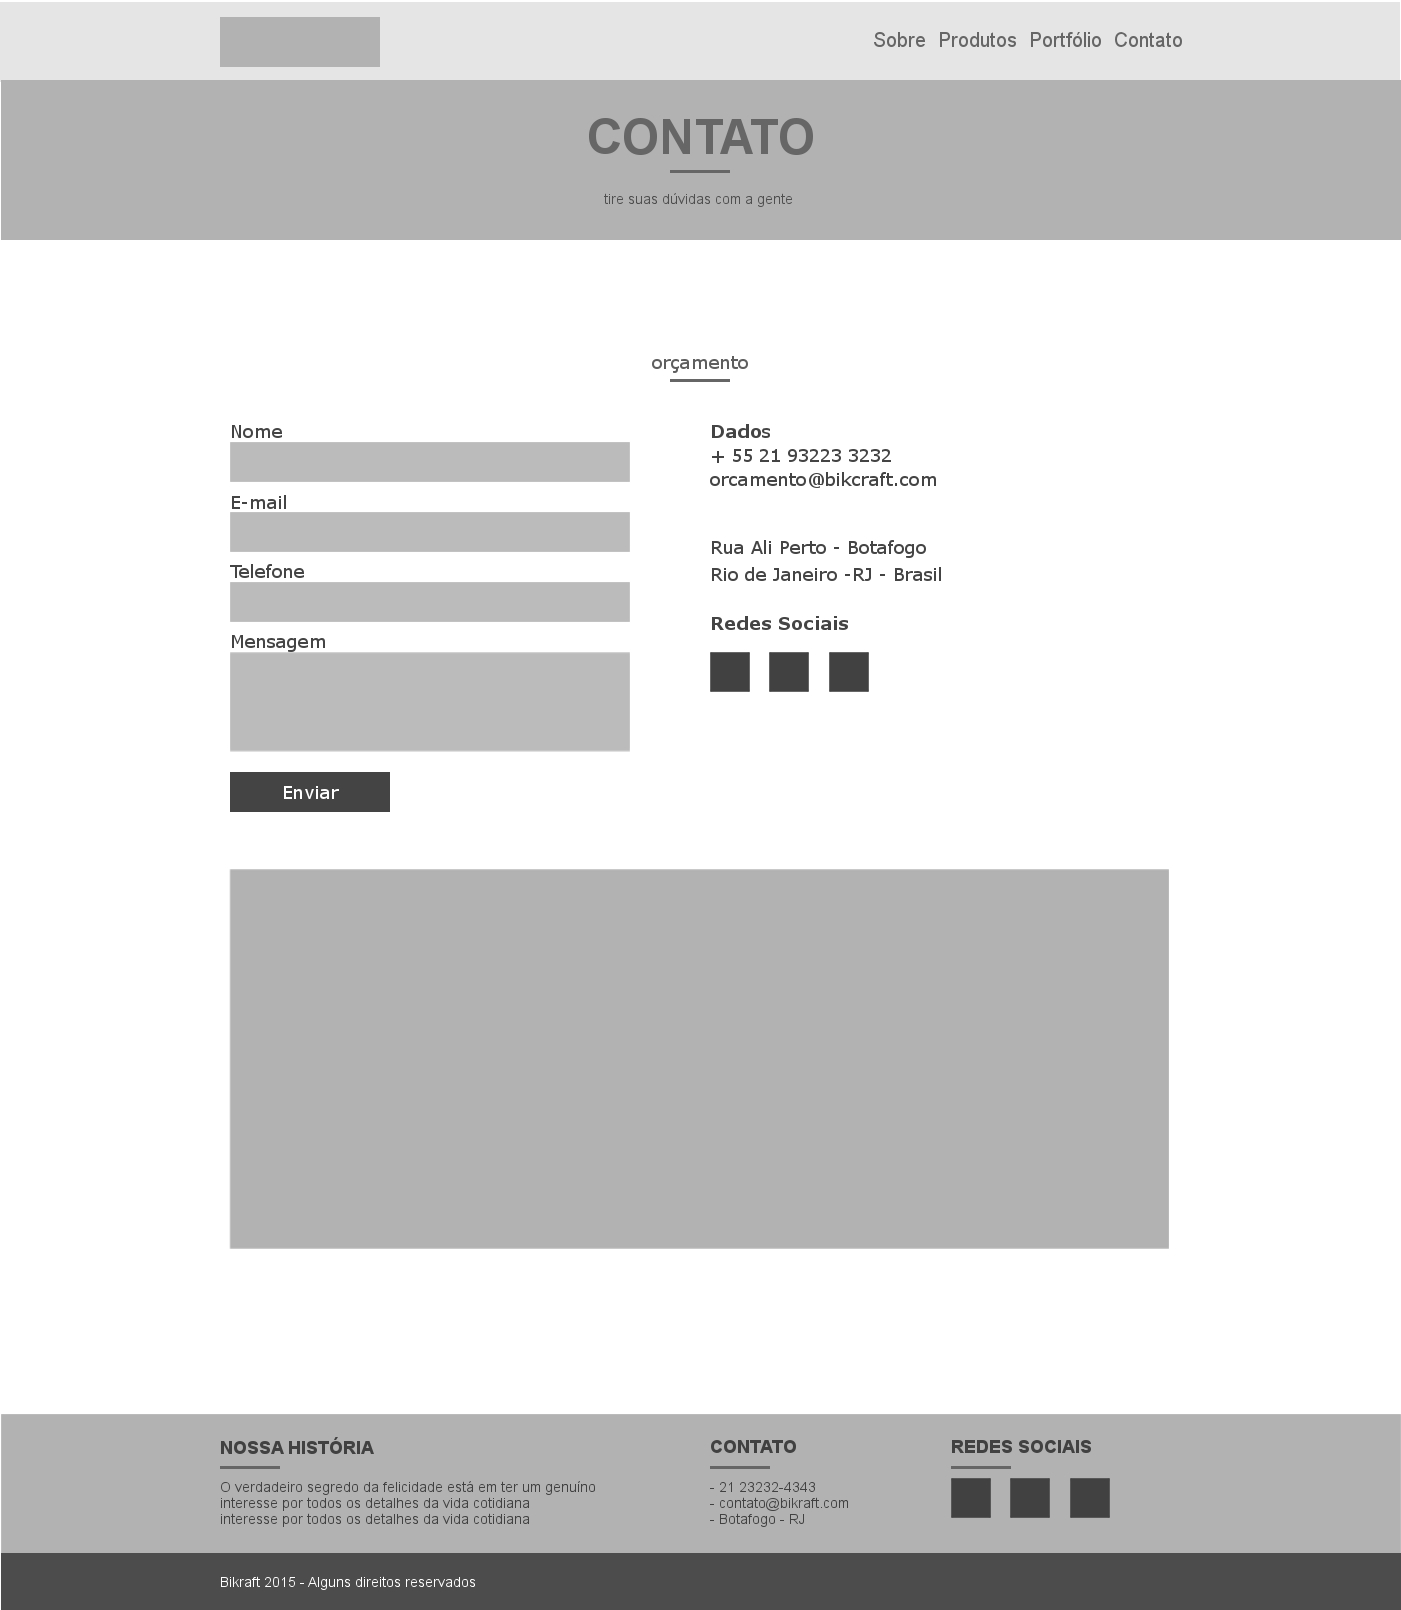 Sobre Produtos Portfólio Contato
CONTATO
tire suas dúvidas com a gente
orçamento
Nome
E-mail
Telefone
Mensagem
Enviar
Dados
+ 55 21 93223 3232
orcamento@bikcraft.com
Rua Ali Perto - Botafogo
Rio de Janeiro -RJ - Brasil
Redes Sociais
NOSSA HISTÓRIA
O verdadeiro segredo da felicidade está em ter um genuíno
interesse por todos os detalhes da vida cotidiana
interesse por todos os detalhes da vida cotidiana
CONTATO
- 21 23232-4343
- contato@bikraft.com
- Botafogo - RJ
REDES SOCIAIS
Bikraft 2015 - Alguns direitos reservados